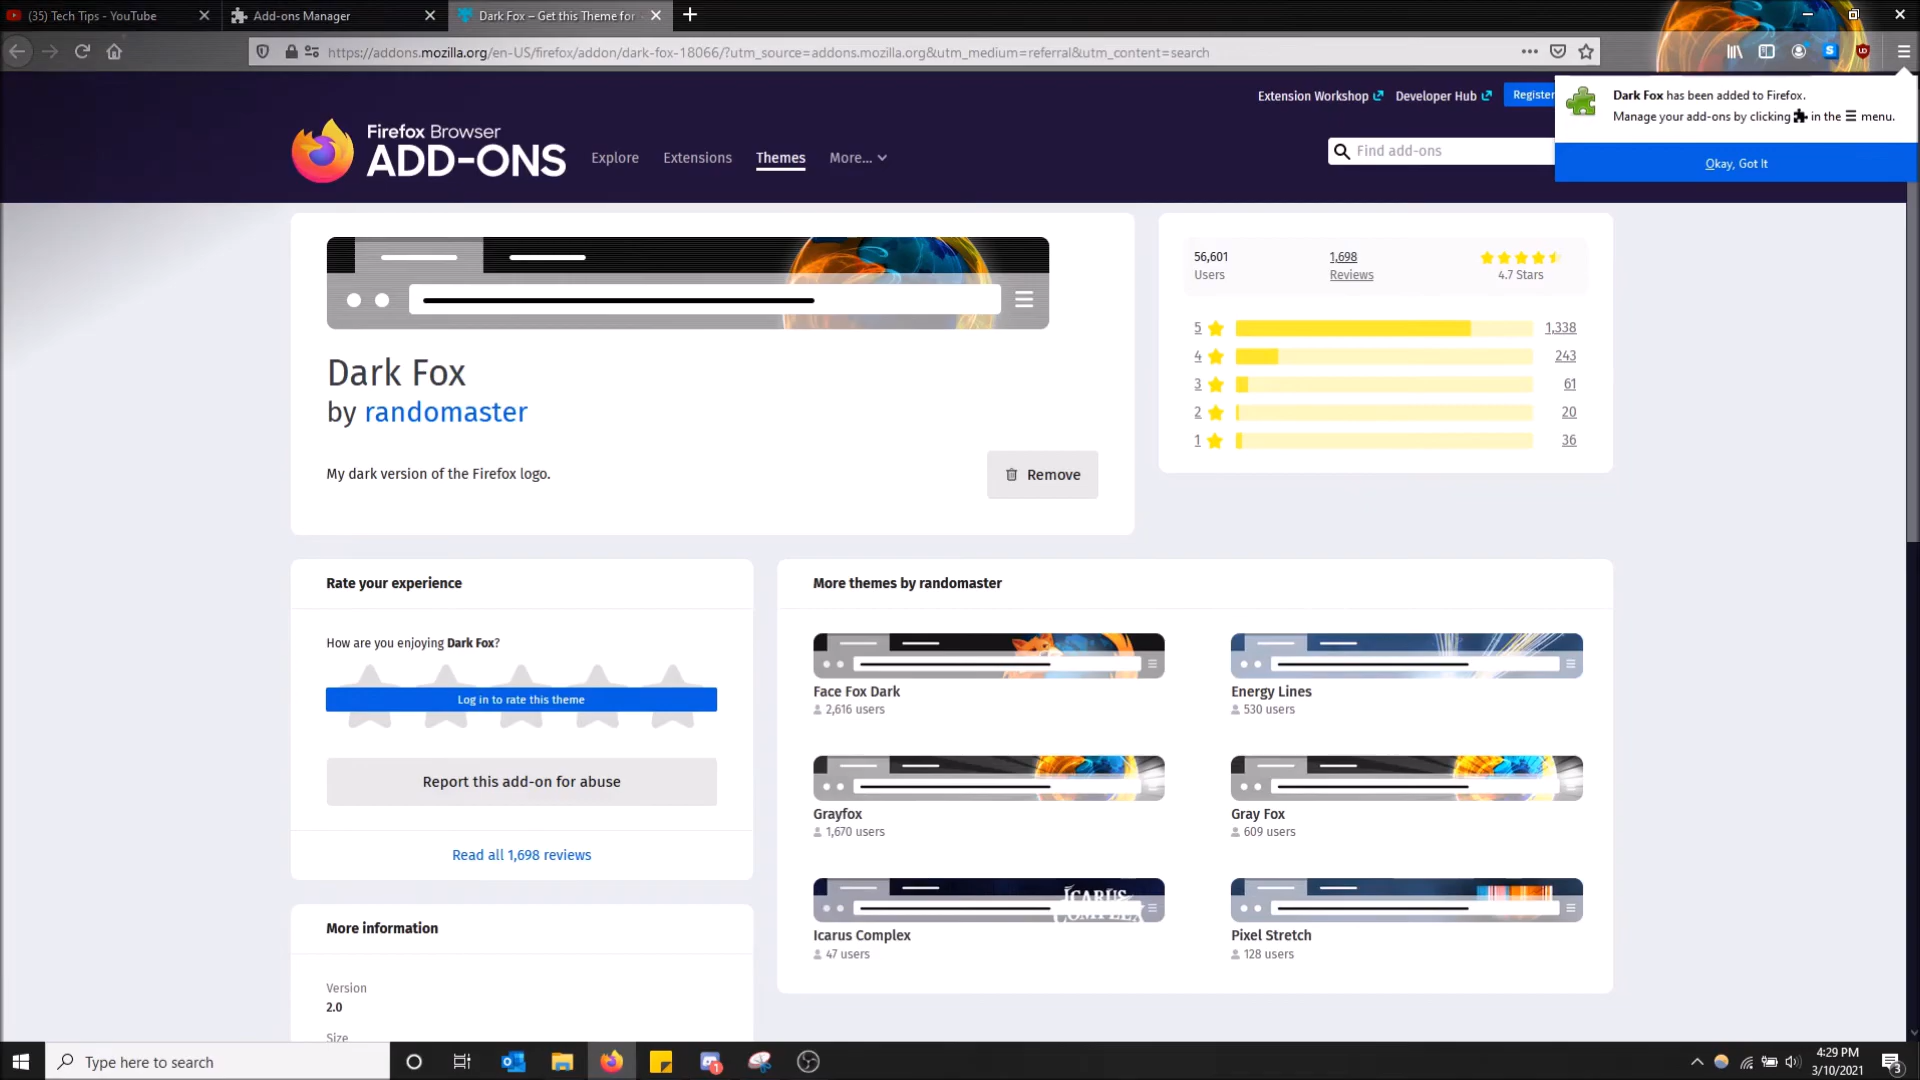 (35) Tech Tips - YouTube
Add-ons Manager
Dark Fox – Get this Theme for
https://addons.mozilla.org/en-US/firefox/addon/dark-fox-18066/?utm_source=addons.mozilla.org&utm_medium=referral&utm_content=search
Extension Workshop
Developer Hub
Register
Dark Fox has been added to Firefox.
Manage your add-ons by clicking in the menu.
Okay, Got It
Firefox Browser
ADD-ONS
Explore
Extensions
Themes
More...
Find add-ons
Dark Fox
by randomaster
My dark version of the Firefox logo.
Remove
56,601
Users
1,698
Reviews
4.7 Stars
5 1,338
4 243
3 61
2 20
1 36
Rate your experience
How are you enjoying Dark Fox?
Log in to rate this theme
Report this add-on for abuse
Read all 1,698 reviews
More themes by randomaster
Face Fox Dark
2,616 users
Energy Lines
530 users
Grayfox
1,670 users
Gray Fox
609 users
ICARUS
COMPLEX
Icarus Complex
47 users
Pixel Stretch
128 users
More information
Version
2.0
Size
Type here to search
1
4:29 PM
3/10/2021
3